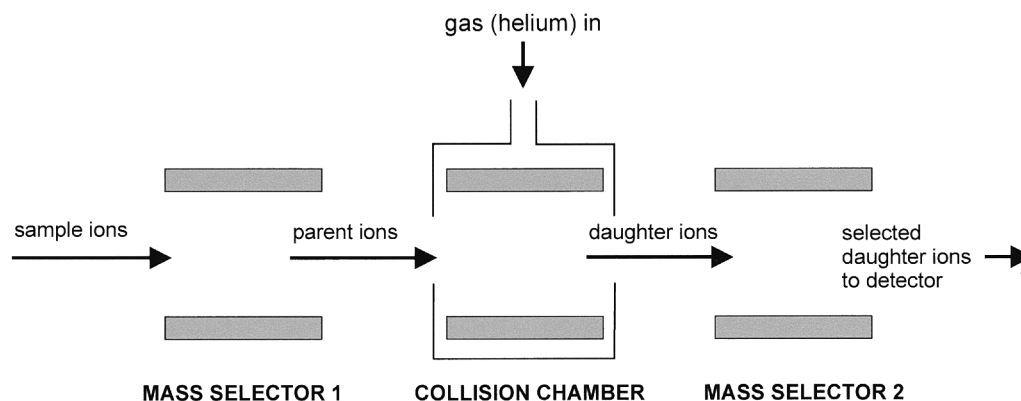 gas (helium) in
sample ions
parent ions
daughter ions
selected
daughter ions
to detector
MASS SELECTOR 1
COLLISION CHAMBER
MASS SELECTOR 2